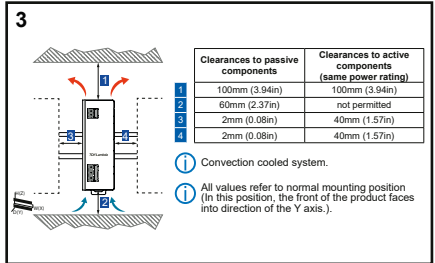 3
1
3
4
2
TDK·Lambda
H(Z)
W(X)
D(Y)
Clearances to passive components
Clearances to active components (same power rating)
1 100mm (3.94in) 100mm (3.94in)
2 60mm (2.37in) not permitted
3 2mm (0.08in) 40mm (1.57in)
4 2mm (0.08in) 40mm (1.57in)
i Convection cooled system.
i All values refer to normal mounting position
(In this position, the front of the product faces
into direction of the Y axis.).